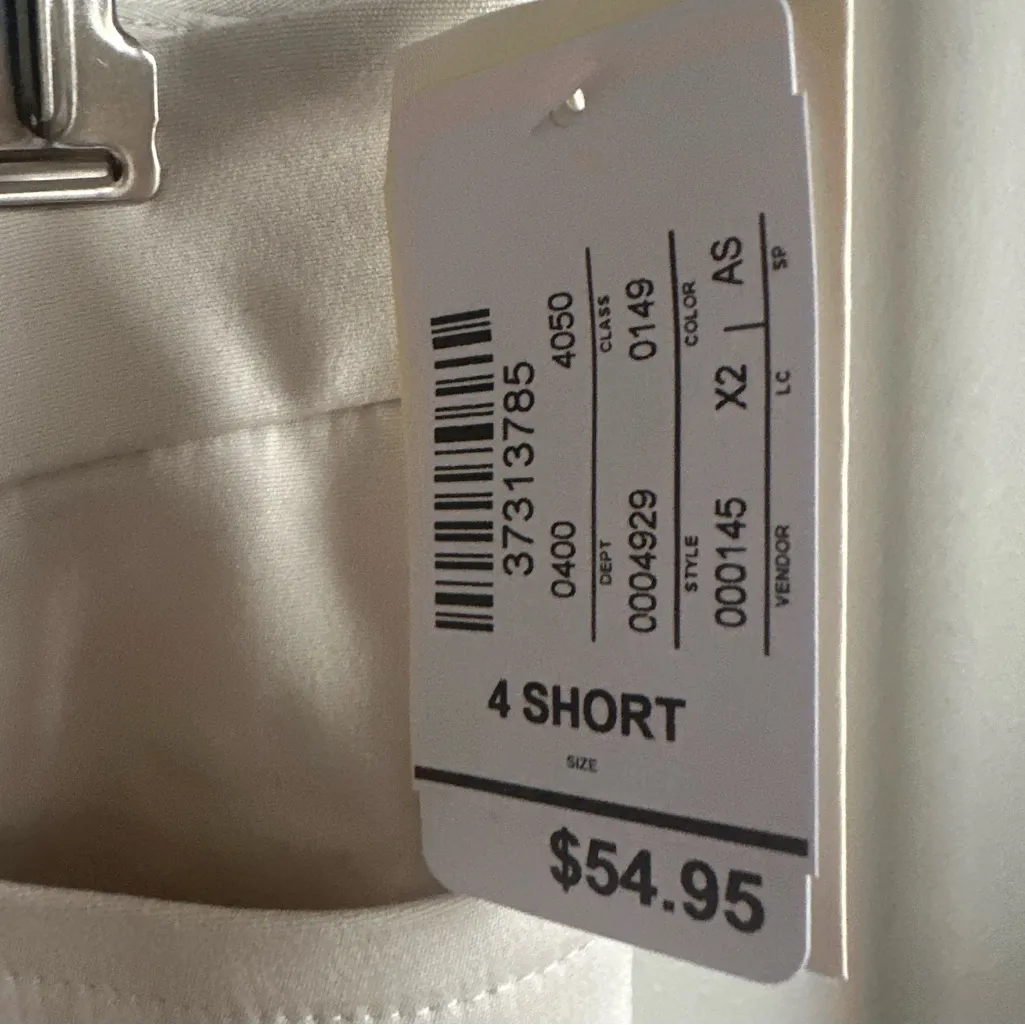 37313785
0400 4050
DEPT CLASS
0004929 0149
STYLE COLOR
000145 X2 | AS
VENDOR LC SP
4 SHORT
SIZE
$54.95